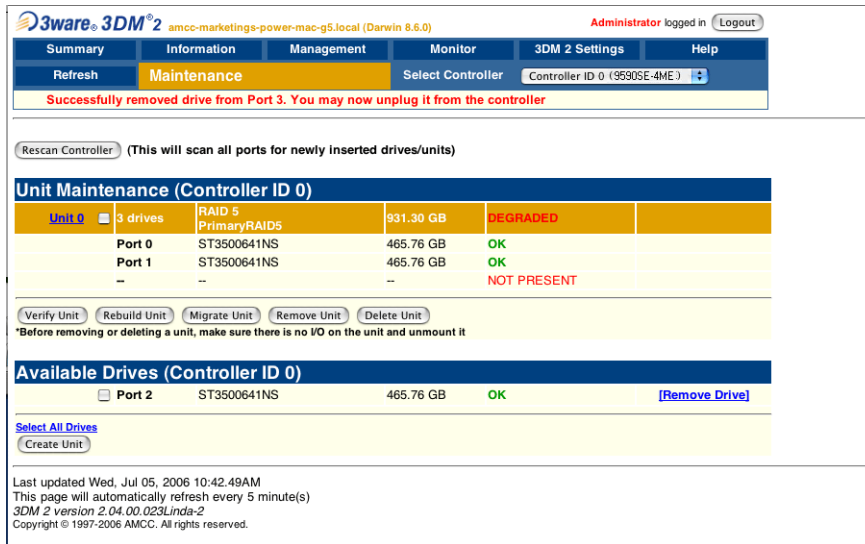 3ware® 3DM®2 amcc-marketings-power-mac-g5.local (Darwin 8.6.0) Administrator logged in Logout
Summary Information Management Monitor 3DM 2 Settings Help
Refresh Maintenance Select Controller Controller ID 0 (9590SE-4ME)
Successfully removed drive from Port 3. You may now unplug it from the controller
Rescan Controller (This will scan all ports for newly inserted drives/units)
Unit Maintenance (Controller ID 0)
Unit 0 3 drives RAID 5 PrimaryRAID5 931.30 GB DEGRADED
Port 0 ST3500641NS 465.76 GB OK
Port 1 ST3500641NS 465.76 GB OK
-- -- -- NOT PRESENT
Verify Unit Rebuild Unit Migrate Unit Remove Unit Delete Unit
*Before removing or deleting a unit, make sure there is no I/O on the unit and unmount it
Available Drives (Controller ID 0)
Port 2 ST3500641NS 465.76 GB OK [Remove Drive]
Select All Drives
Create Unit
Last updated Wed, Jul 05, 2006 10:42.49AM
This page will automatically refresh every 5 minute(s)
3DM 2 version 2.04.00.023Linda-2
Copyright © 1997-2006 AMCC. All rights reserved.